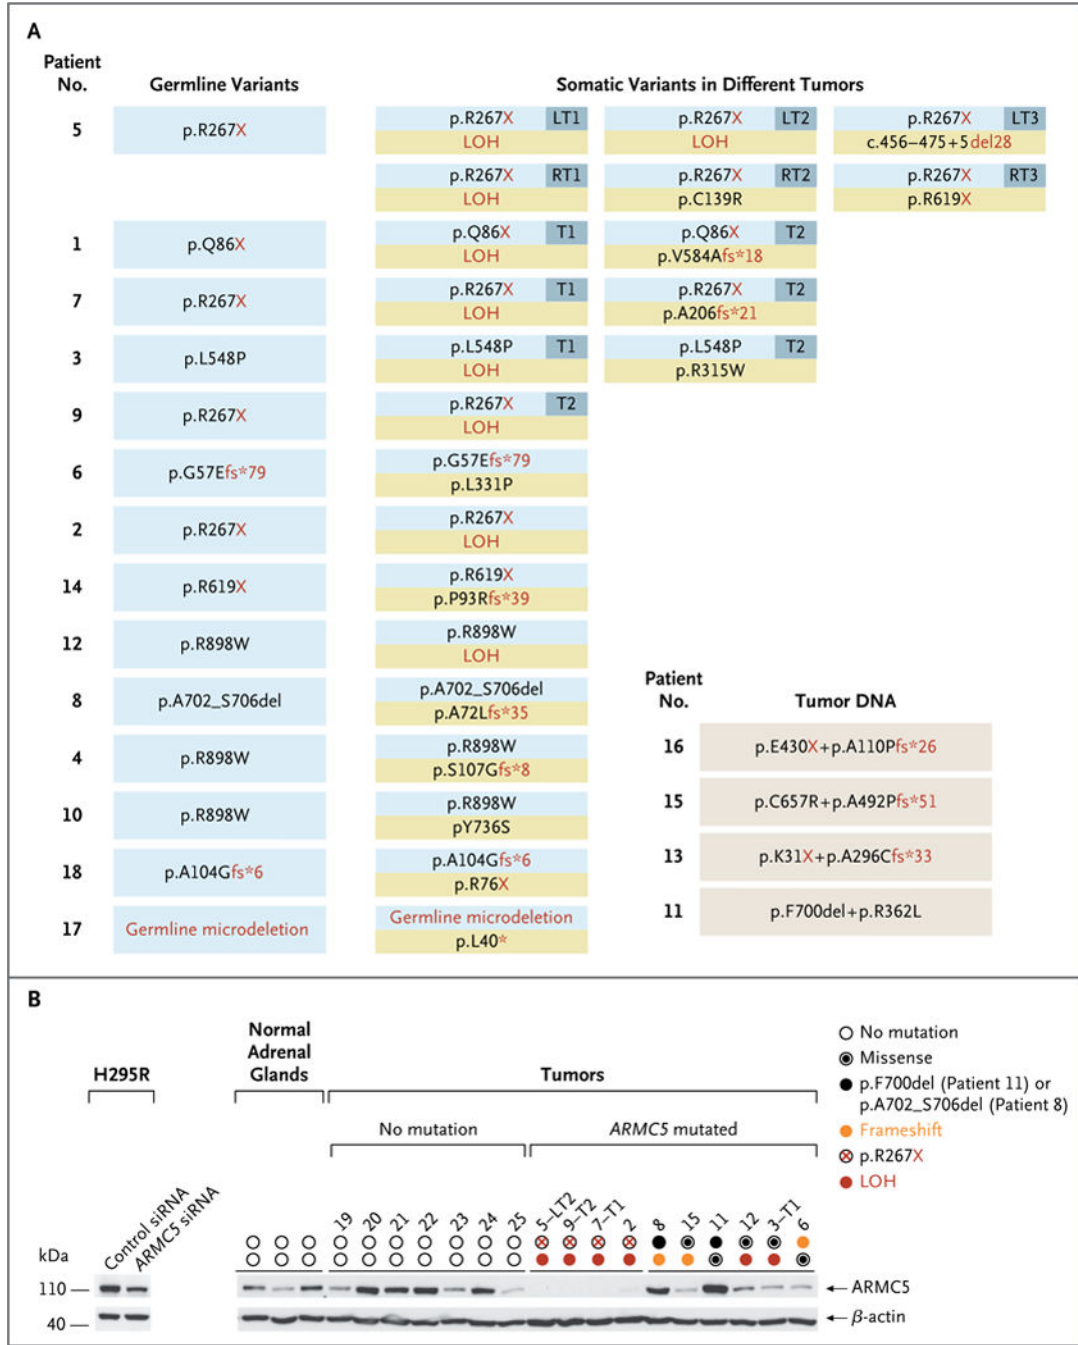 A
Patient No.
Germline Variants
Somatic Variants in Different Tumors
5
p.R267X
p.R267X LT1
LOH
p.R267X LT2
LOH
p.R267X LT3
c.456–475+5del28
p.R267X RT1
LOH
p.R267X RT2
p.C139R
p.R267X RT3
p.R619X
1
p.Q86X
p.Q86X T1
LOH
p.Q86X T2
p.V584Afs*18
7
p.R267X
p.R267X T1
LOH
p.R267X T2
p.A206fs*21
3
p.L548P
p.L548P T1
LOH
p.L548P T2
p.R315W
9
p.R267X
p.R267X T2
LOH
6
p.G57Efs*79
p.G57Efs*79
p.L331P
2
p.R267X
p.R267X
LOH
14
p.R619X
p.R619X
p.P93Rfs*39
12
p.R898W
p.R898W
LOH
8
p.A702_S706del
p.A702_S706del
p.A72Lfs*35
4
p.R898W
p.R898W
p.S107Gfs*8
10
p.R898W
p.R898W
pY736S
18
p.A104Gfs*6
p.A104Gfs*6
p.R76X
17
Germline microdeletion
Germline microdeletion
p.L40*
Patient No.
Tumor DNA
16
p.E430X+p.A110Pfs*26
15
p.C657R+p.A492Pfs*51
13
p.K31X+p.A296Cfs*33
11
p.F700del+p.R362L
B
H295R
Normal Adrenal Glands
Tumors
No mutation
ARMC5 mutated
No mutation
Missense
p.F700del (Patient 11) or
p.A702_S706del (Patient 8)
Frameshift
p.R267X
LOH
kDa
Control siRNA
ARMC5 siRNA
19
20
21
22
23
24
25
5–LT2
9–T2
7–T1
2
8
15
11
12
3–T1
6
110
ARMC5
40
β-actin